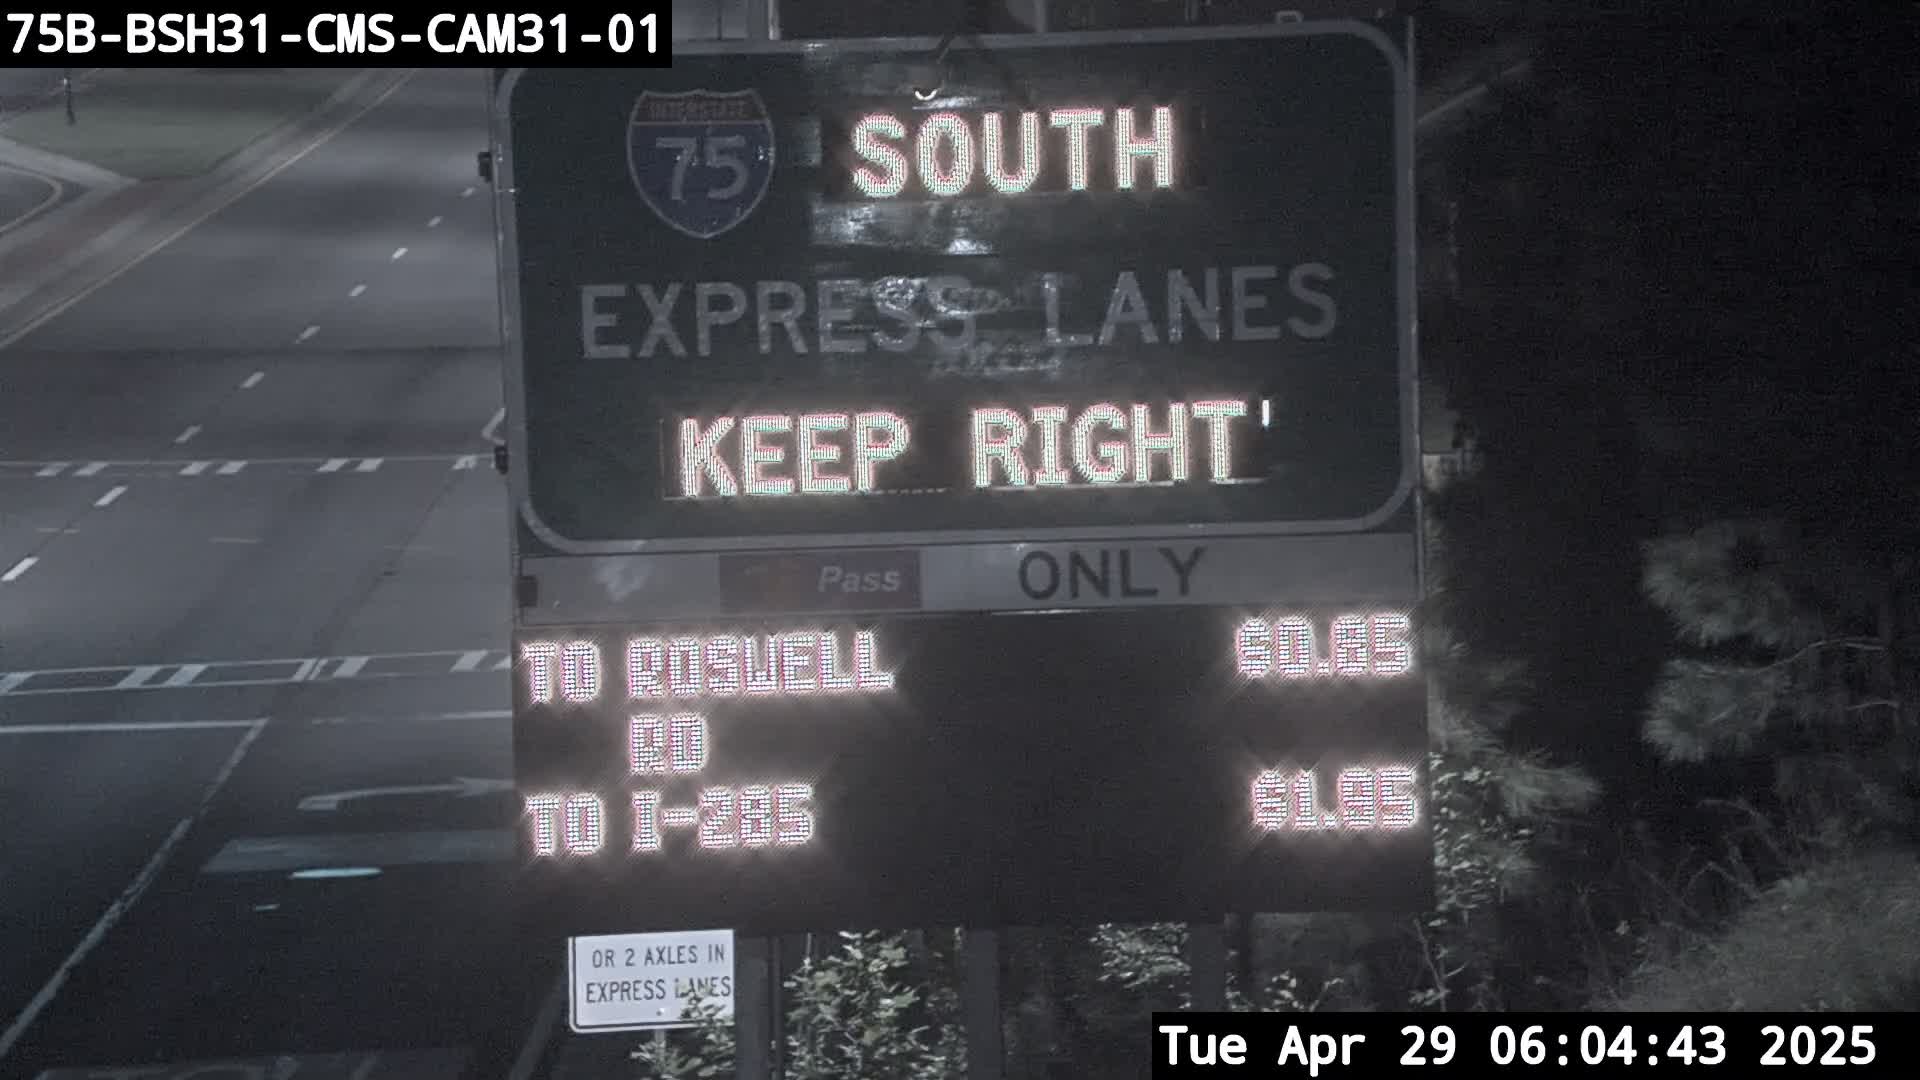 75B-BSH31-CMS-CAM31-01
INTERSTATE
75
SOUTH
EXPRESS LANES
KEEP RIGHT
Pass ONLY
TO ROSWELL $0.85
RD
TO I-285 $1.85
OR 2 AXLES IN
EXPRESS LANES
Tue Apr 29 06:04:43 2025